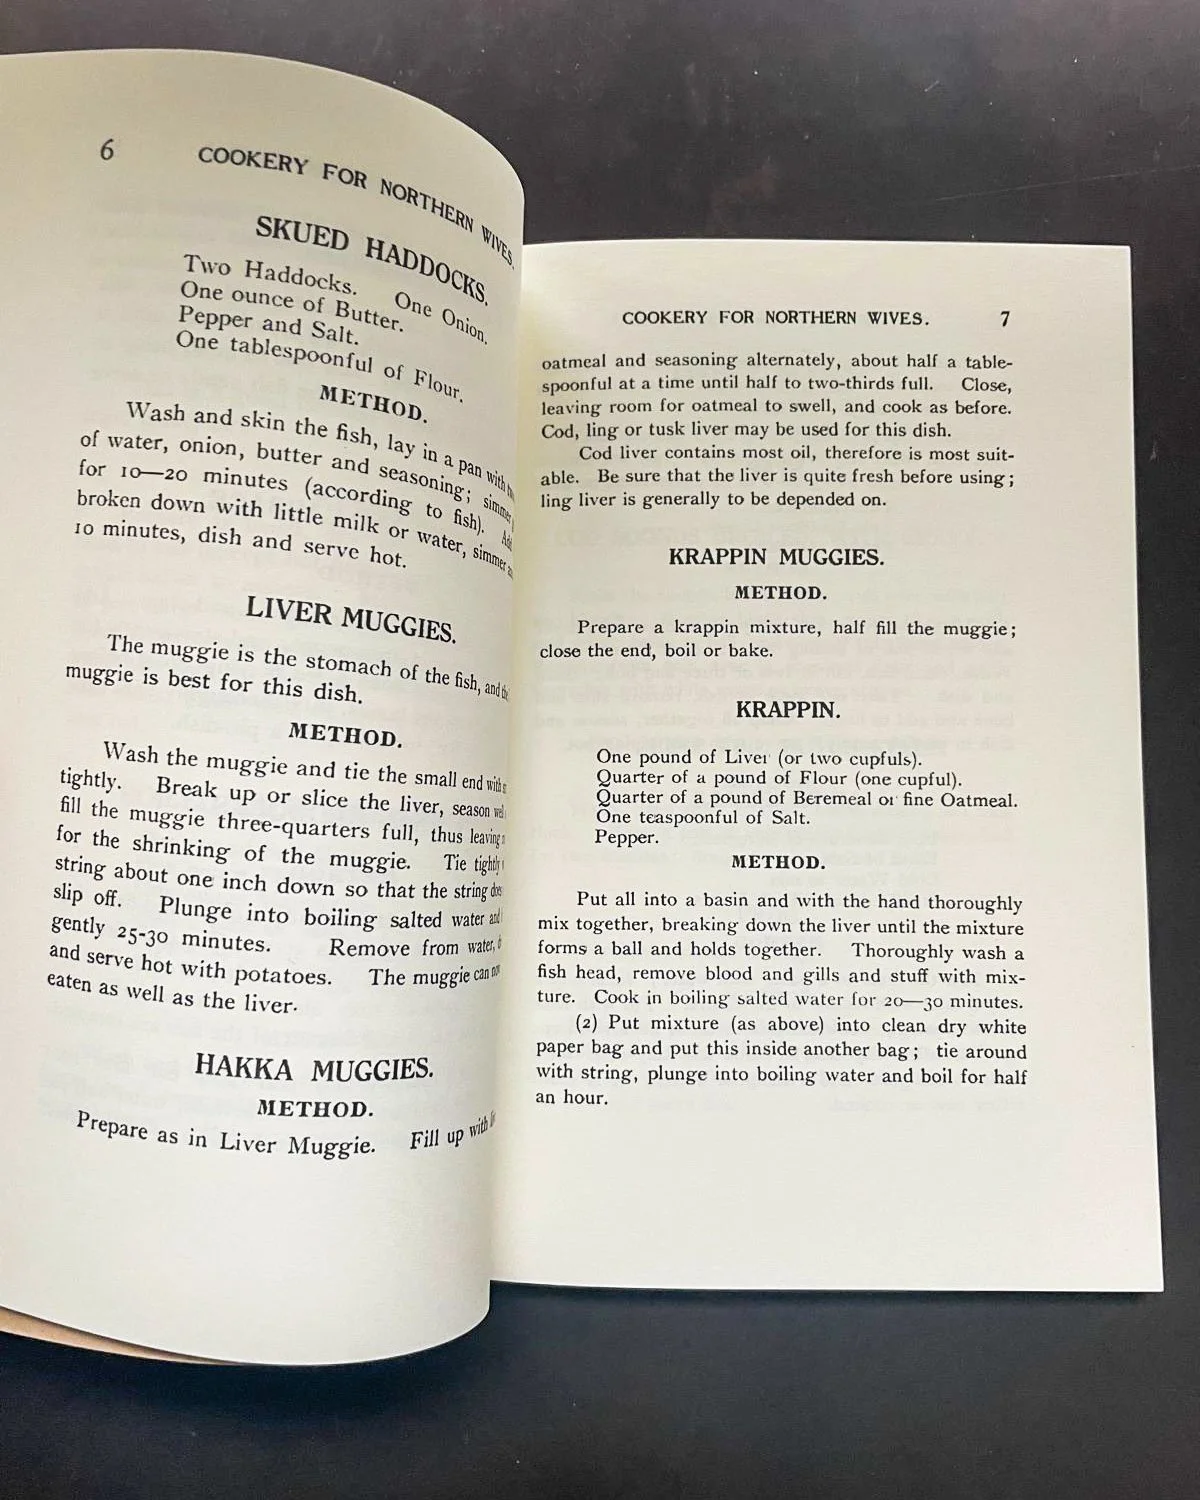 6 COOKERY FOR NORTHERN WIVES.
SKUED HADDOCKS.
Two Haddocks. One Onion.
One ounce of Butter.
Pepper and Salt.
One tablespoonful of Flour.
METHOD.
Wash and skin the fish, lay in a pan with
of water, onion, butter and seasoning; simmer
for 10—20 minutes (according to fish).
broken down with little milk or water, simmer
10 minutes, dish and serve hot.
LIVER MUGGIES.
The muggie is the stomach of the fish, and
muggie is best for this dish.
METHOD.
Wash the muggie and tie the small end with
tightly. Break up or slice the liver, season
fill the muggie three-quarters full, thus leaving
for the shrinking of the muggie. Tie tightly
string about one inch down so that the string does
slip off. Plunge into boiling salted water and
gently 25-30 minutes. Remove from water,
and serve hot with potatoes. The muggie can
eaten as well as the liver.
HAKKA MUGGIES.
METHOD.
Prepare as in Liver Muggie. Fill up with
COOKERY FOR NORTHERN WIVES. 7
oatmeal and seasoning alternately, about half a table-
spoonful at a time until half to two-thirds full. Close,
leaving room for oatmeal to swell, and cook as before.
Cod, ling or tusk liver may be used for this dish.
Cod liver contains most oil, therefore is most suit-
able. Be sure that the liver is quite fresh before using;
ling liver is generally to be depended on.
KRAPPIN MUGGIES.
METHOD.
Prepare a krappin mixture, half fill the muggie;
close the end, boil or bake.
KRAPPIN.
One pound of Liver (or two cupfuls).
Quarter of a pound of Flour (one cupful).
Quarter of a pound of Beremeal or fine Oatmeal.
One teaspoonful of Salt.
Pepper.
METHOD.
Put all into a basin and with the hand thoroughly
mix together, breaking down the liver until the mixture
forms a ball and holds together. Thoroughly wash a
fish head, remove blood and gills and stuff with mix-
ture. Cook in boiling salted water for 20—30 minutes.
(2) Put mixture (as above) into clean dry white
paper bag and put this inside another bag; tie around
with string, plunge into boiling water and boil for half
an hour.